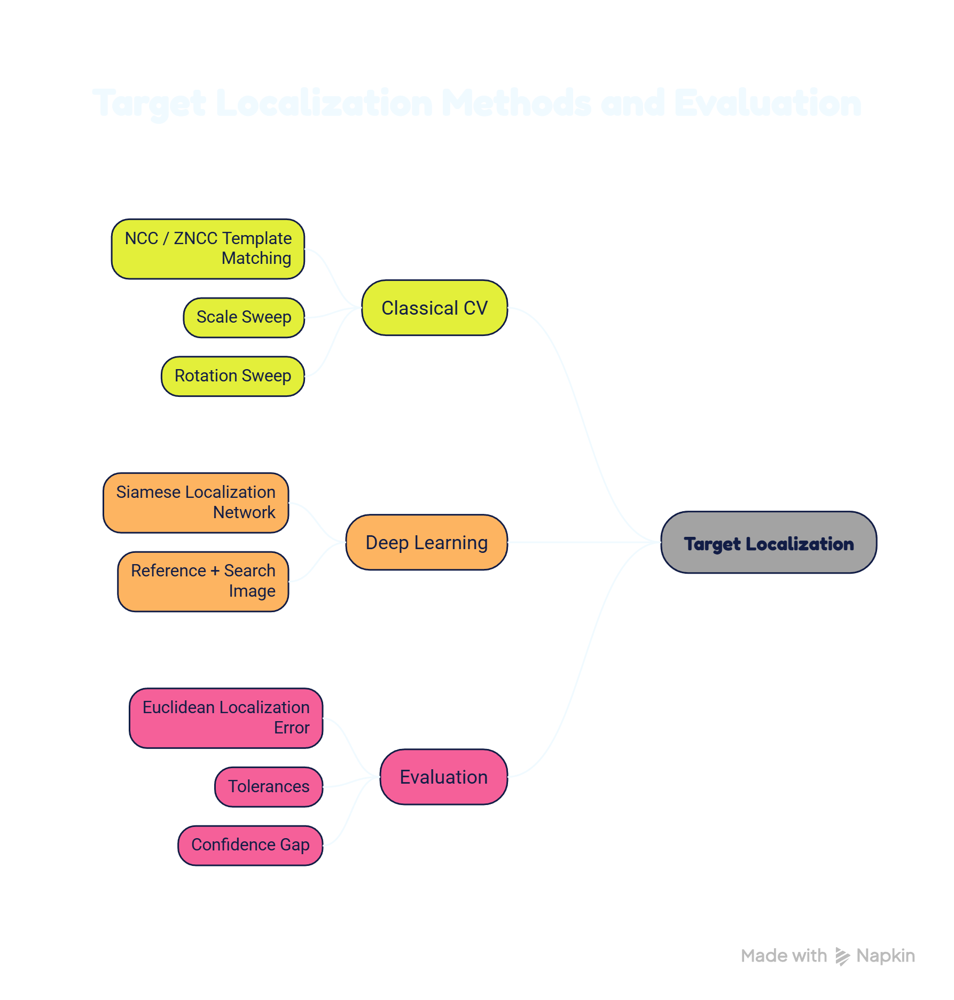 Target Localization Methods and Evaluation
NCC / ZNCC Template
Matching
Scale Sweep
Rotation Sweep
Classical CV
Siamese Localization
Network
Reference + Search
Image
Deep Learning
Target Localization
Euclidean Localization
Error
Tolerances
Confidence Gap
Evaluation
Made with Napkin